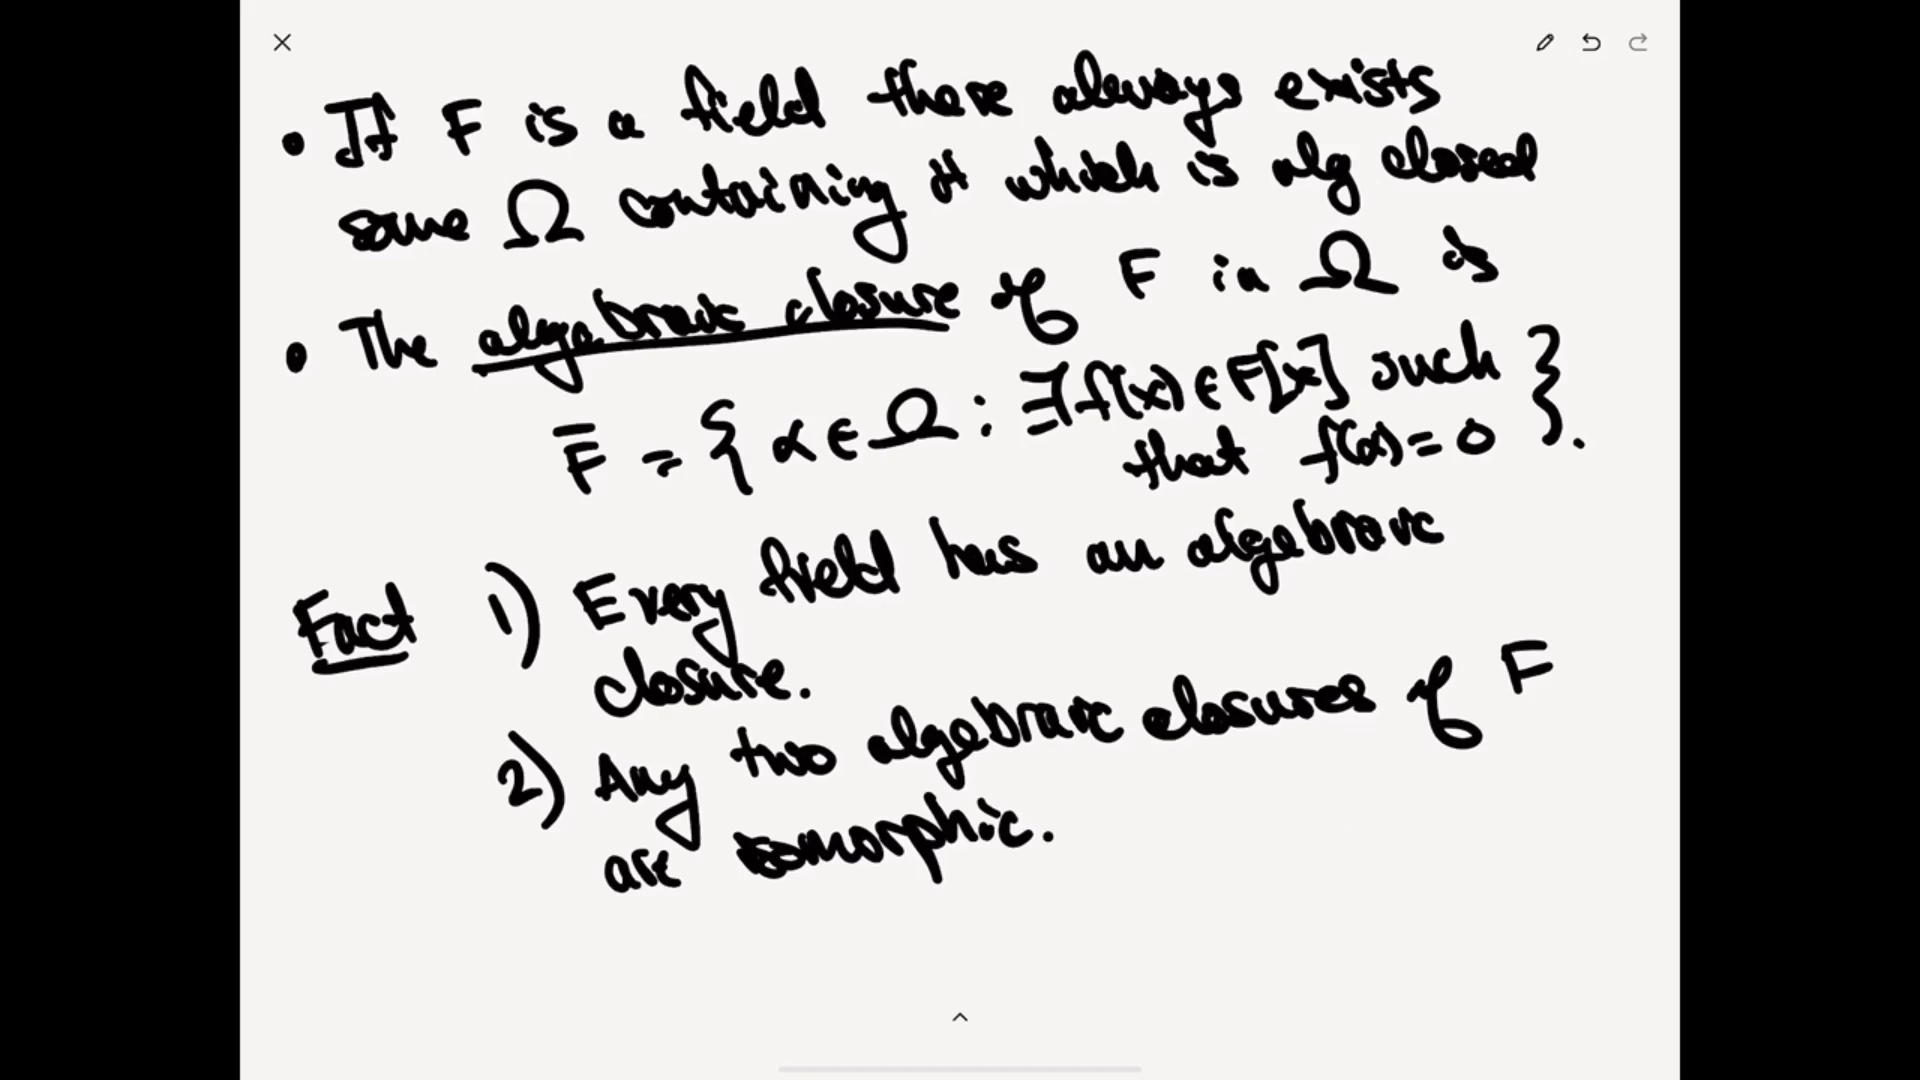 • If F is a field there always exists
some Ω containing it which is alg closed
• The algebraic closure of F in Ω is
F̅ = { α ∈ Ω : ∃ f(x) ∈ F[x] such
that f(α) = 0 }.
Fact 1) Every field has an algebraic
closure.
2) Any two algebraic closures of F
are isomorphic.